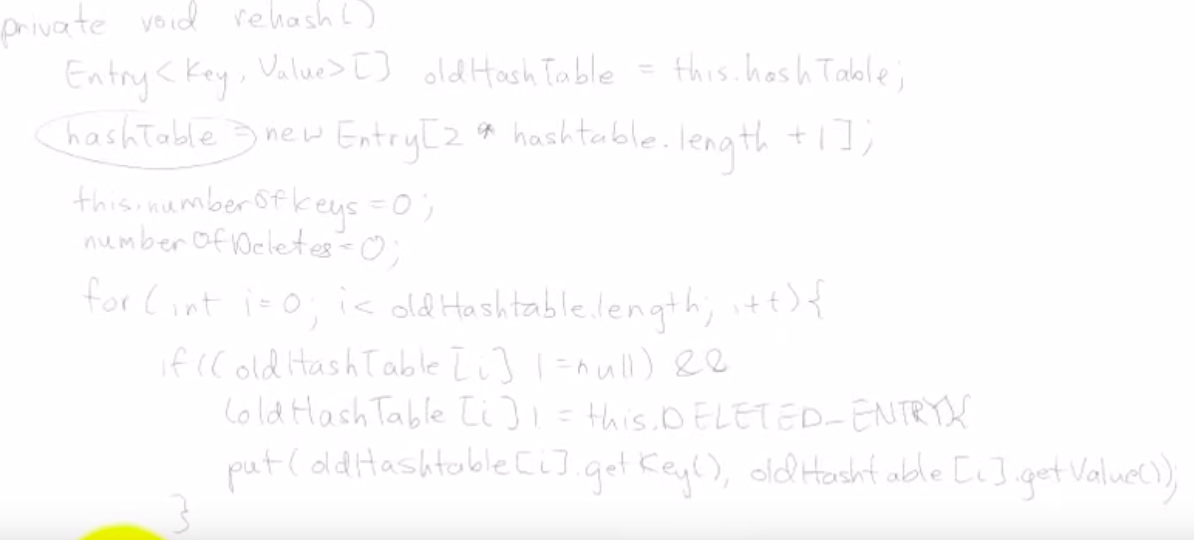 private void rehash()
Entry<Key, Value>[] oldHashTable = this.hashTable;
hashTable = new Entry[2 * hashtable.length + 1];
this.numberOfkeys = 0;
numberOfDeletes = 0;
for (int i = 0; i < oldHashtable.length; i++) {
if ((oldHashTable[i] != null) &&
(oldHashTable[i] != this.DELETED_ENTRY)
put(oldHashtable[i].getKey(), oldHashtable[i].getValue());
}